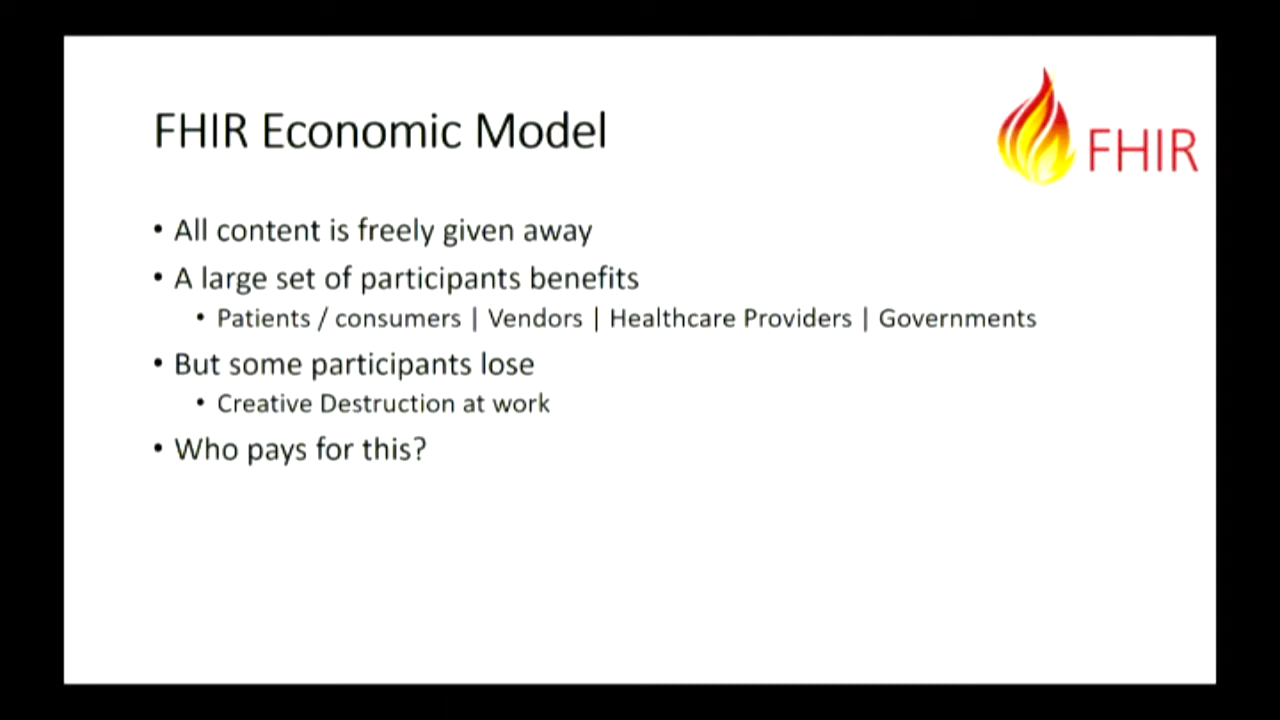 FHIR Economic Model
FHIR
• All content is freely given away
• A large set of participants benefits
• Patients / consumers | Vendors | Healthcare Providers | Governments
• But some participants lose
• Creative Destruction at work
• Who pays for this?